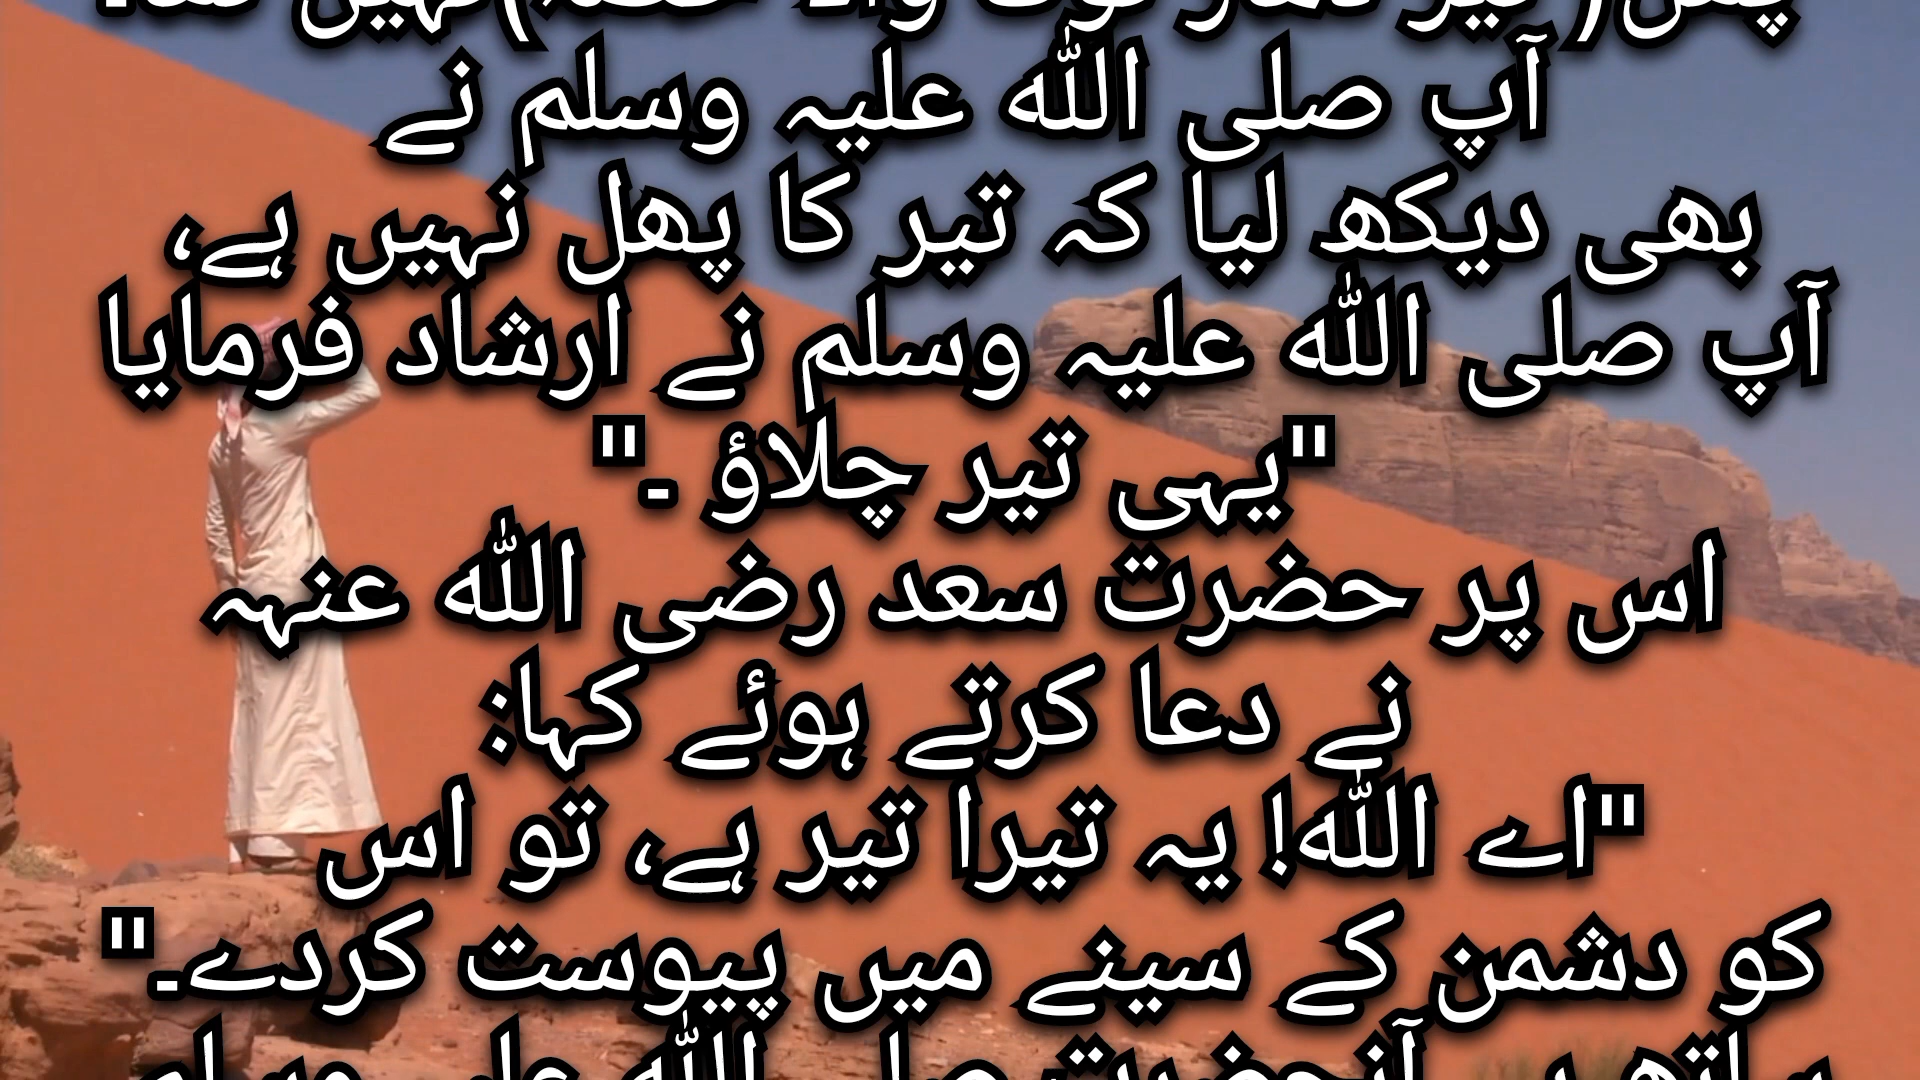 آپ صلی اللہ علیہ وسلم نے
بھی دیکھ لیا کہ تیر کا پھل نہیں ہے،
آپ صلی اللہ علیہ وسلم نے ارشاد فرمایا
"یہی تیر چلاؤ ۔"
اس پر حضرت سعد رضی اللہ عنہہ
نے دعا کرتے ہوئے کہا:
"اے اللہ! یہ تیرا تیر ہے، تو اس
کو دشمن کے سینے میں پیوست کردے۔"